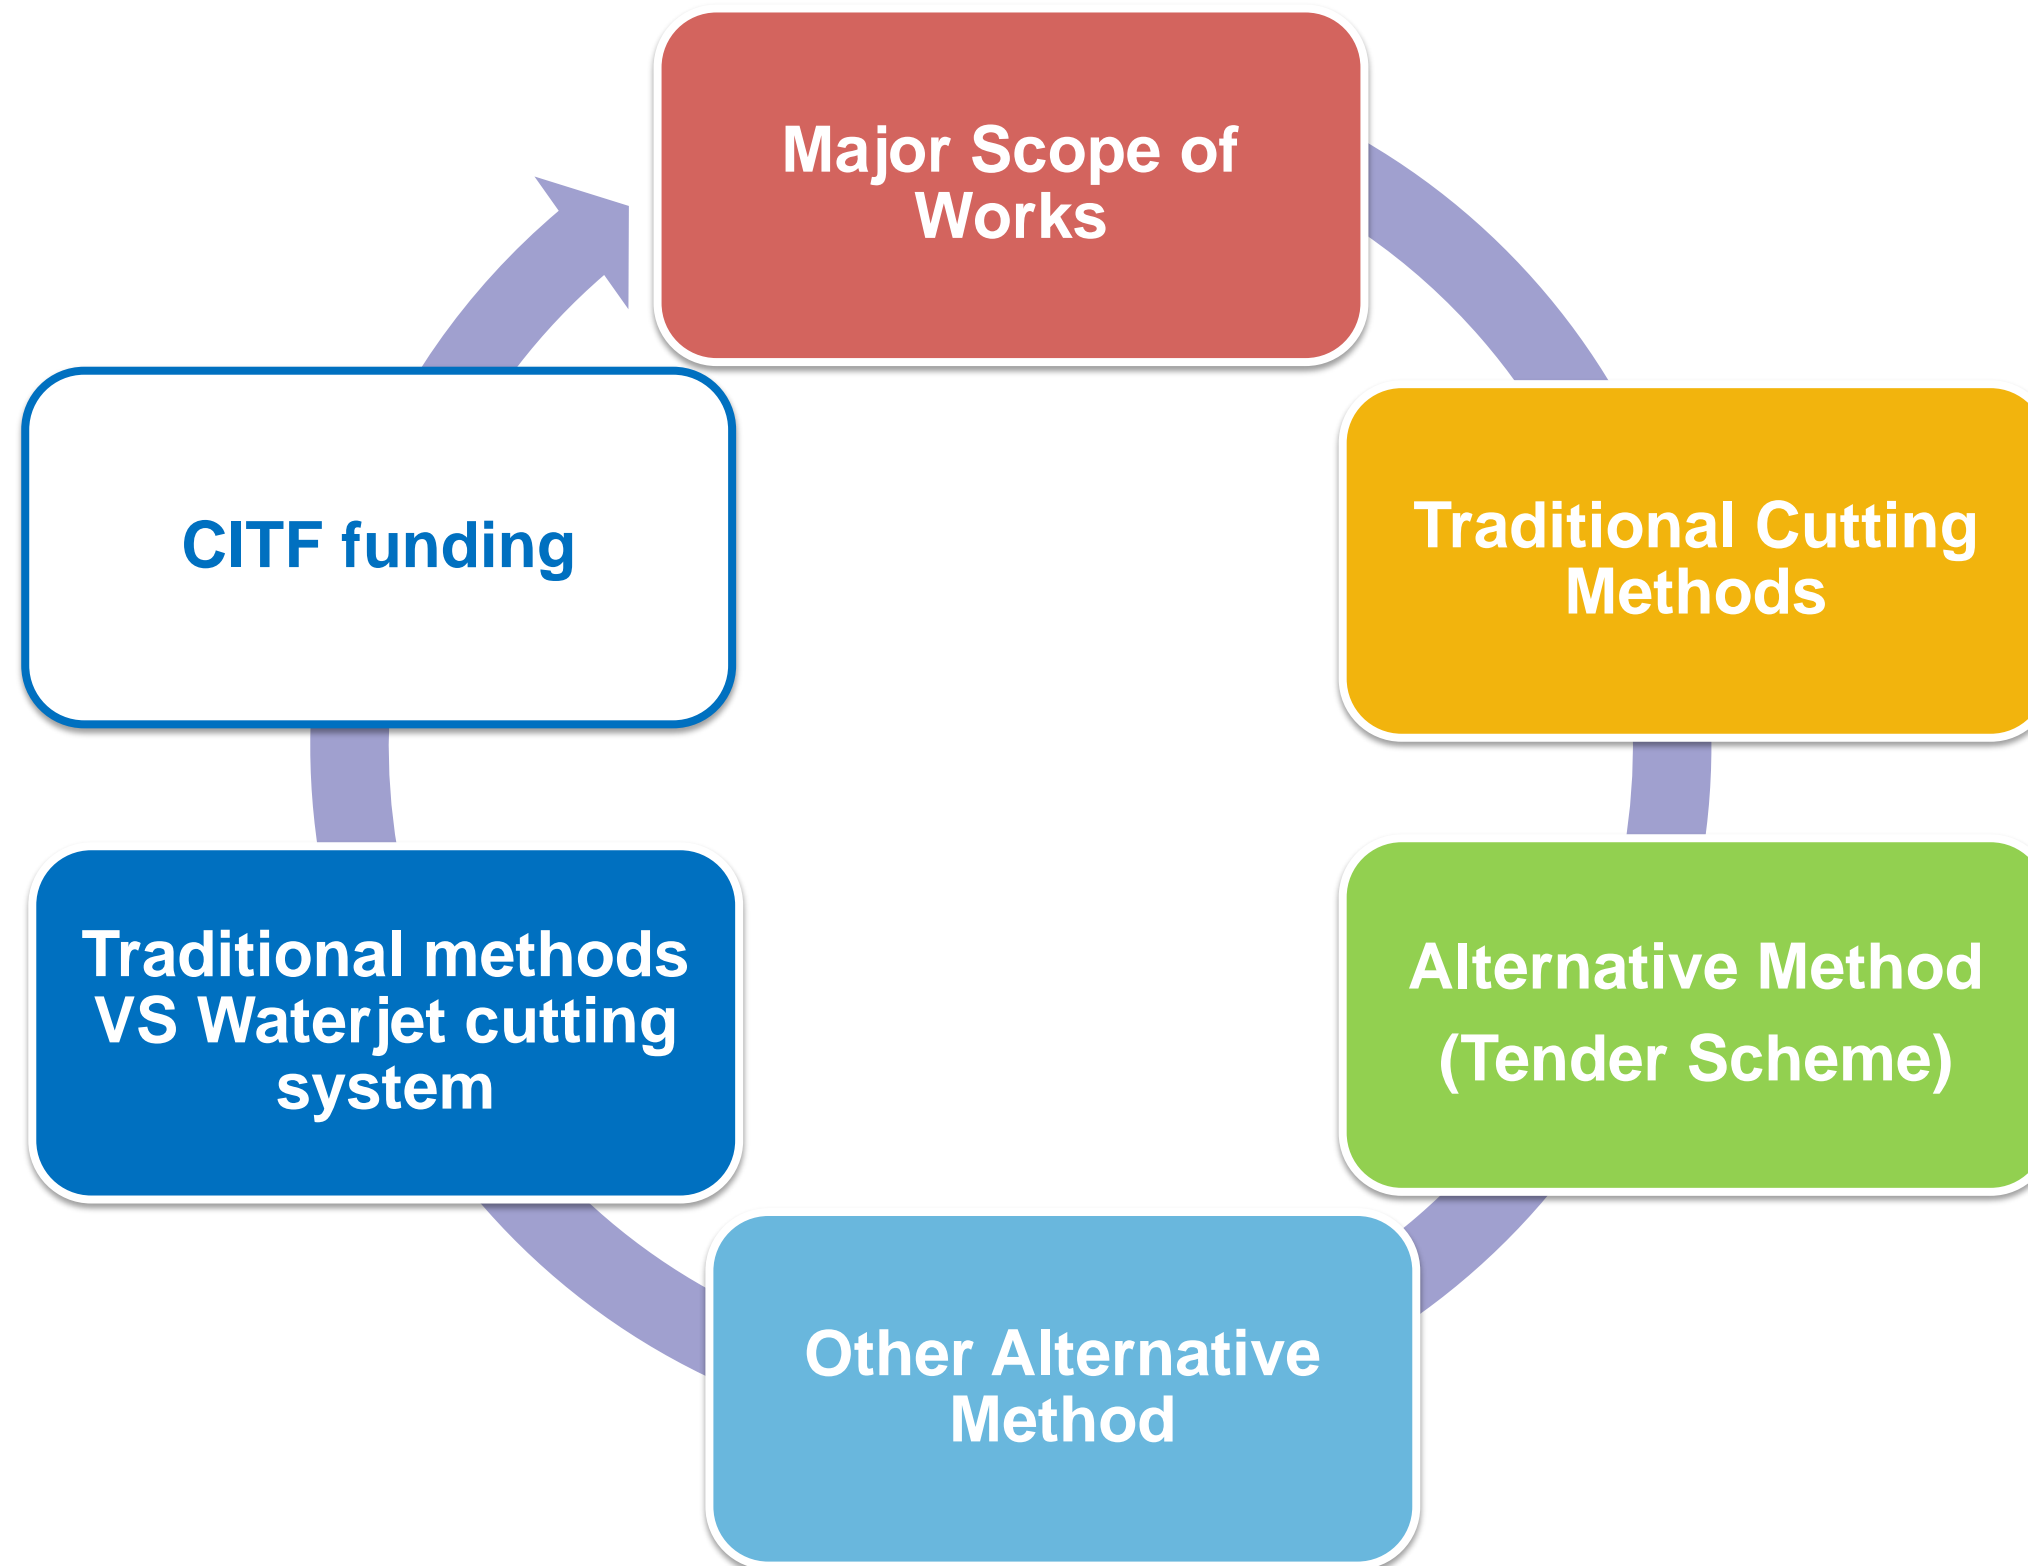 Major Scope of
Works
Traditional Cutting
Methods
Alternative Method
(Tender Scheme)
Other Alternative
Method
Traditional methods
VS Waterjet cutting
system
CITF funding